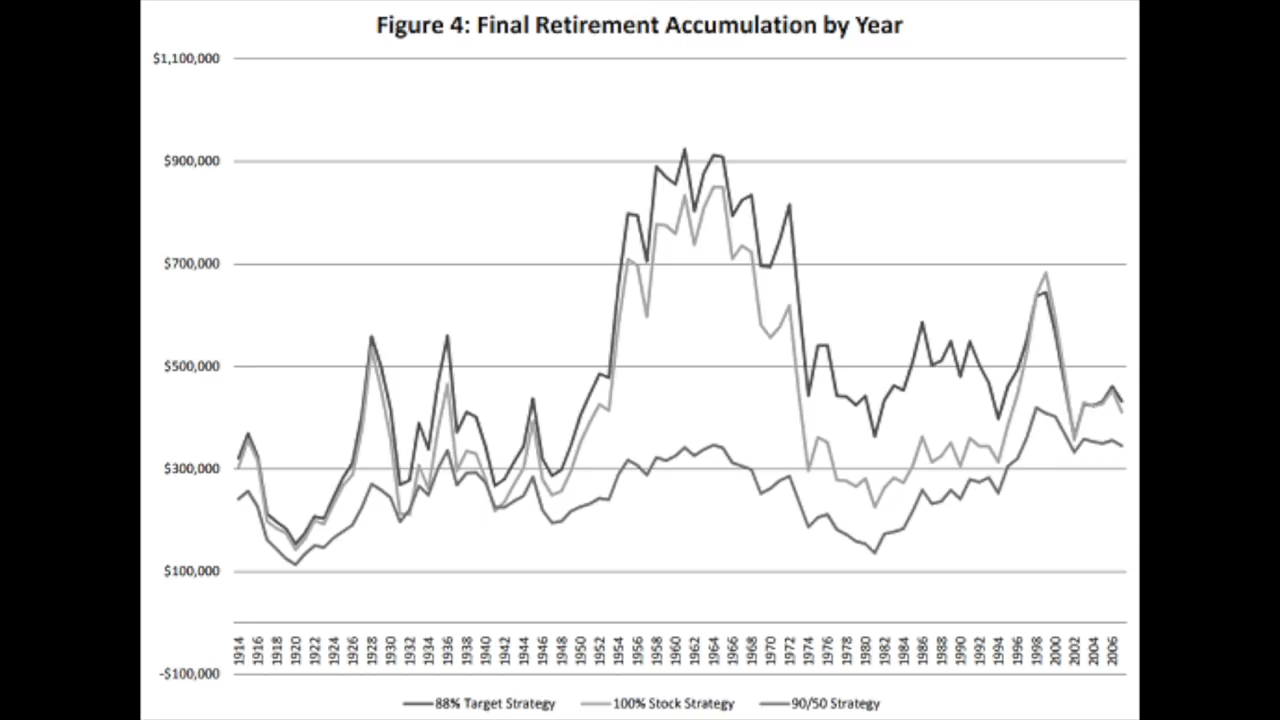 Figure 4: Final Retirement Accumulation by Year
$1,100,000
$900,000
$700,000
$500,000
$300,000
$100,000
-$100,000
1914 1916 1918 1920 1922 1924 1926 1928 1930 1932 1934 1936 1938 1940 1942 1944 1946 1948 1950 1952 1954 1956 1958 1960 1962 1964 1966 1968 1970 1972 1974 1976 1978 1980 1982 1984 1986 1988 1990 1992 1994 1996 1998 2000 2002 2004 2006
88% Target Strategy 100% Stock Strategy 90/50 Strategy